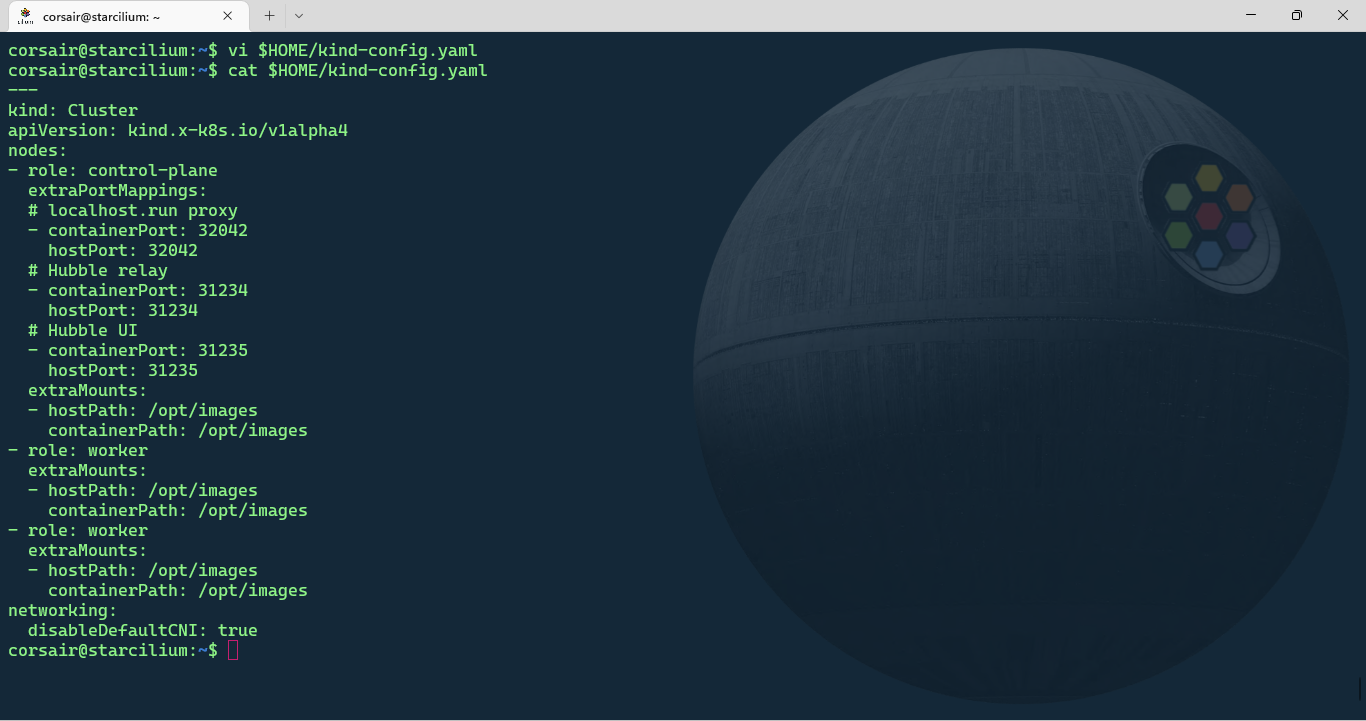 corsair@starcilium: ~
corsair@starcilium:~$ vi $HOME/kind-config.yaml
corsair@starcilium:~$ cat $HOME/kind-config.yaml
---
kind: Cluster
apiVersion: kind.x-k8s.io/v1alpha4
nodes:
- role: control-plane
  extraPortMappings:
  # localhost.run proxy
  - containerPort: 32042
    hostPort: 32042
  # Hubble relay
  - containerPort: 31234
    hostPort: 31234
  # Hubble UI
  - containerPort: 31235
    hostPort: 31235
  extraMounts:
  - hostPath: /opt/images
    containerPath: /opt/images
- role: worker
  extraMounts:
  - hostPath: /opt/images
    containerPath: /opt/images
- role: worker
  extraMounts:
  - hostPath: /opt/images
    containerPath: /opt/images
networking:
  disableDefaultCNI: true
corsair@starcilium:~$